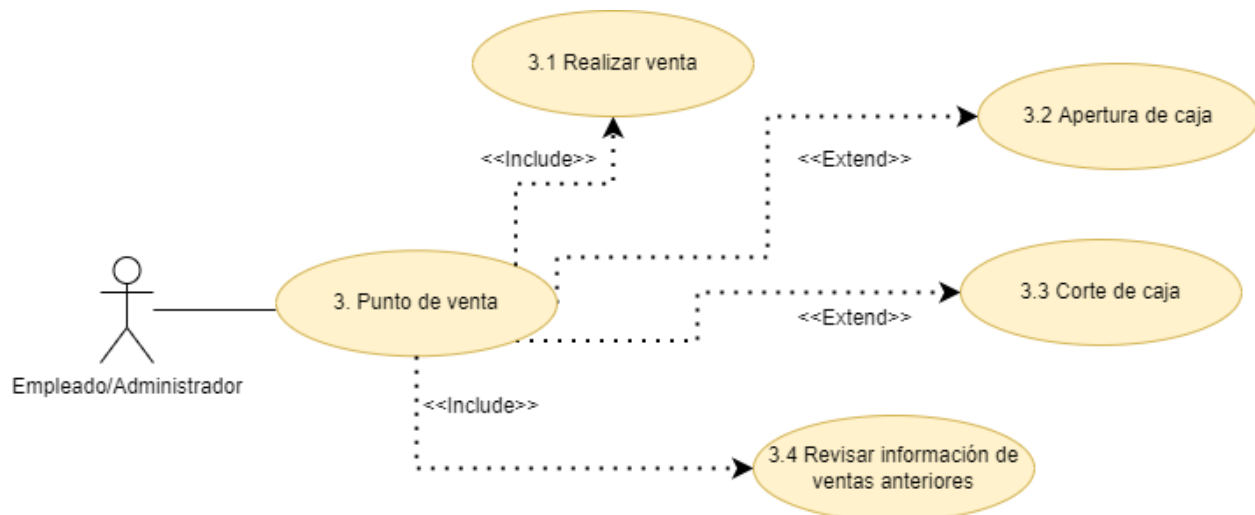 3.1 Realizar venta
3.2 Apertura de caja
<<Include>>
<<Extend>>
3. Punto de venta
3.3 Corte de caja
<<Extend>>
Empleado/Administrador
<<Include>>
3.4 Revisar información de
ventas anteriores